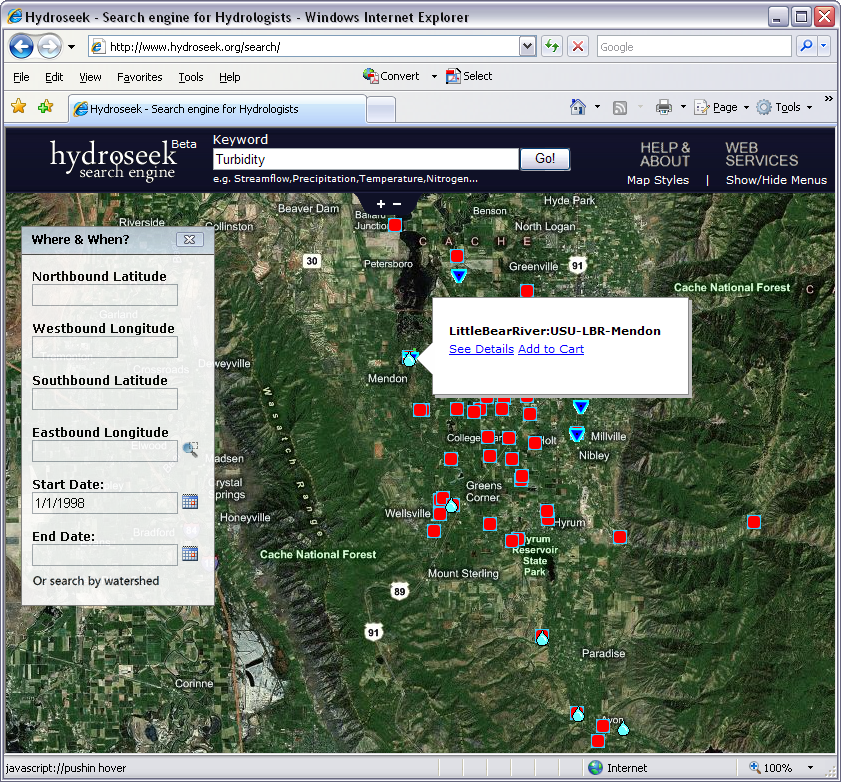 Hydroseek - Search engine for Hydrologists - Windows Internet Explorer
http://www.hydroseek.org/search/
Google
File Edit View Favorites Tools Help
Convert Select
Hydroseek - Search engine for Hydrologists
Page Tools »
hydroseek Beta
search engine
Keyword
Turbidity
Go!
e.g. Streamflow,Precipitation,Temperature,Nitrogen...
HELP &
ABOUT
WEB
SERVICES
Map Styles | Show/Hide Menus
+ −
Where & When?
Northbound Latitude
Westbound Longitude
Southbound Latitude
Eastbound Longitude
Start Date:
1/1/1998
End Date:
Or search by watershed
LittleBearRiver:USU-LBR-Mendon
See Details Add to Cart
Riverside
Collinston
Beaver Dam
Ballard
Junction
Benson
Hyde Park
North Logan
CACHE
30
Petersboro
Greenville
91
Cache National Forest
CA
Garland
Deweyville
Mendon
Wasatch Range
College
Holt
Millville
Nibley
Elwood
Madsen
Crystal
Springs
Greens
Corner
Honeyville
Bradford
Wellsville
Hyrum
Cache National Forest
Hyrum
Reservoir
State
Park
Mount Sterling
89
91
Paradise
Corinne
Avon
javascript://pushin hover
Internet
100%